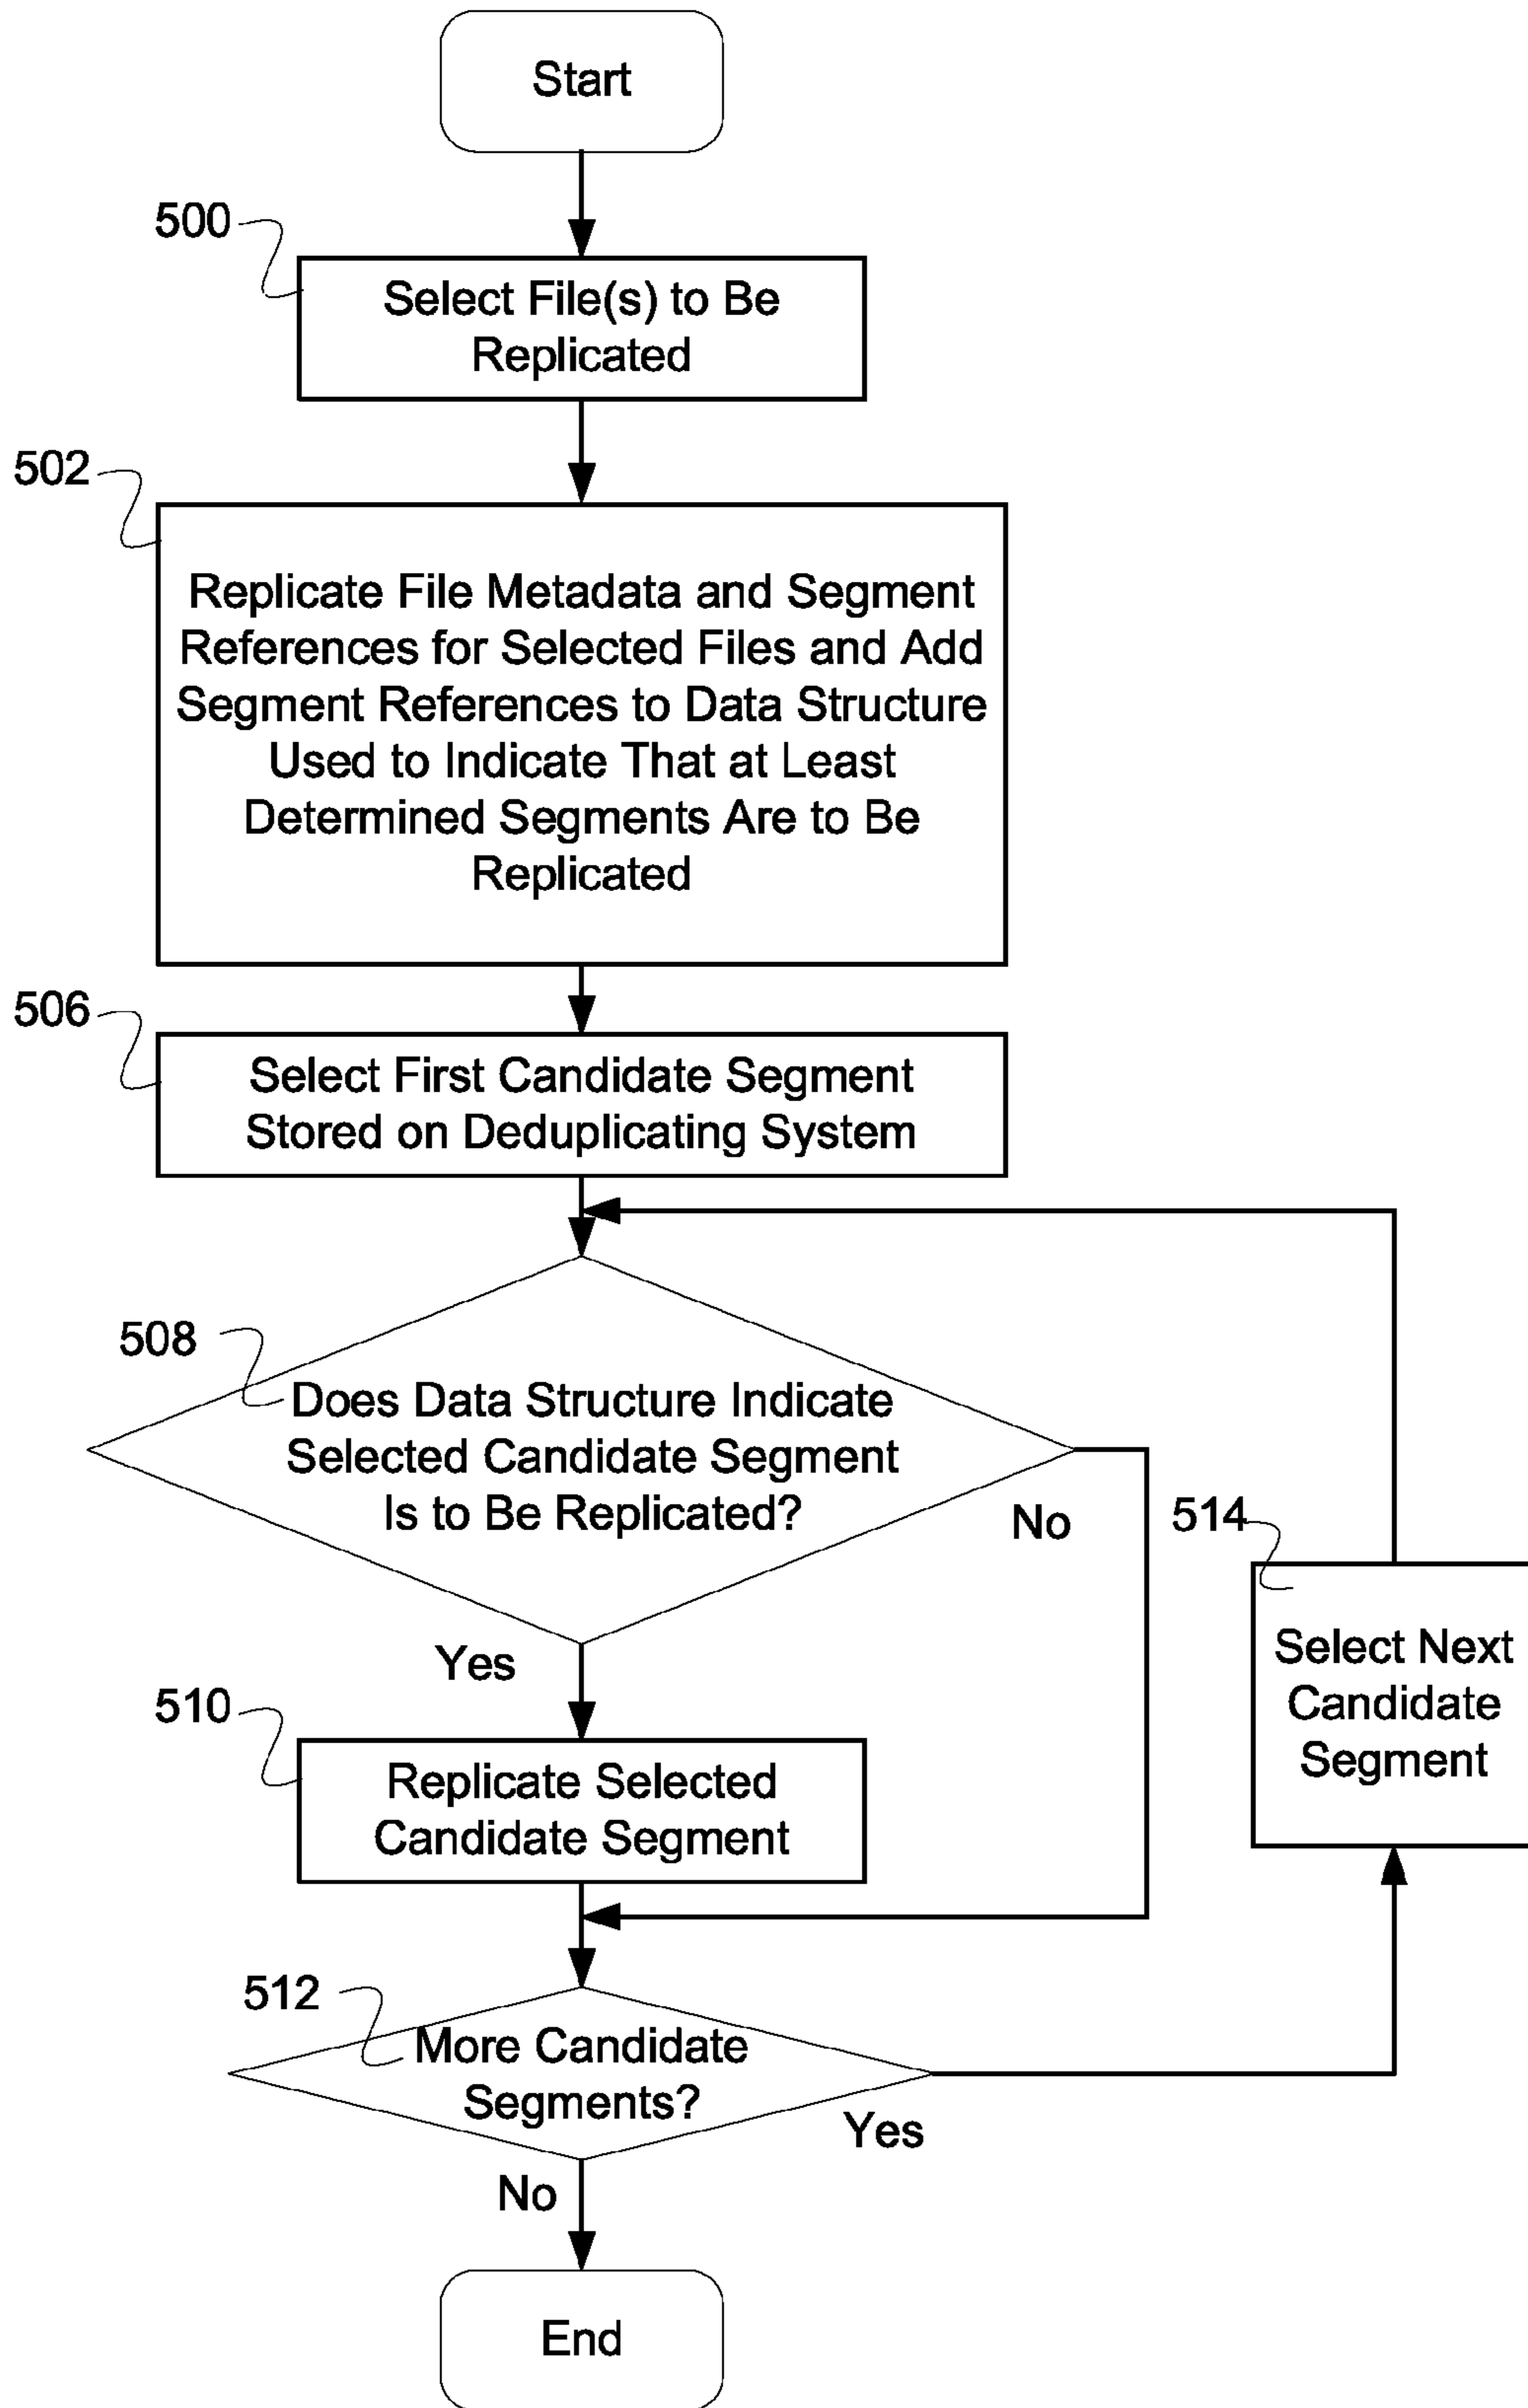 Start
500
Select File(s) to Be
Replicated
502
Replicate File Metadata and Segment
References for Selected Files and Add
Segment References to Data Structure
Used to Indicate That at Least
Determined Segments Are to Be
Replicated
506
Select First Candidate Segment
Stored on Deduplicating System
508
Does Data Structure Indicate
Selected Candidate Segment
Is to Be Replicated?
No
514
Select Next
Candidate
Segment
Yes
510
Replicate Selected
Candidate Segment
512
More Candidate
Segments?
Yes
No
End